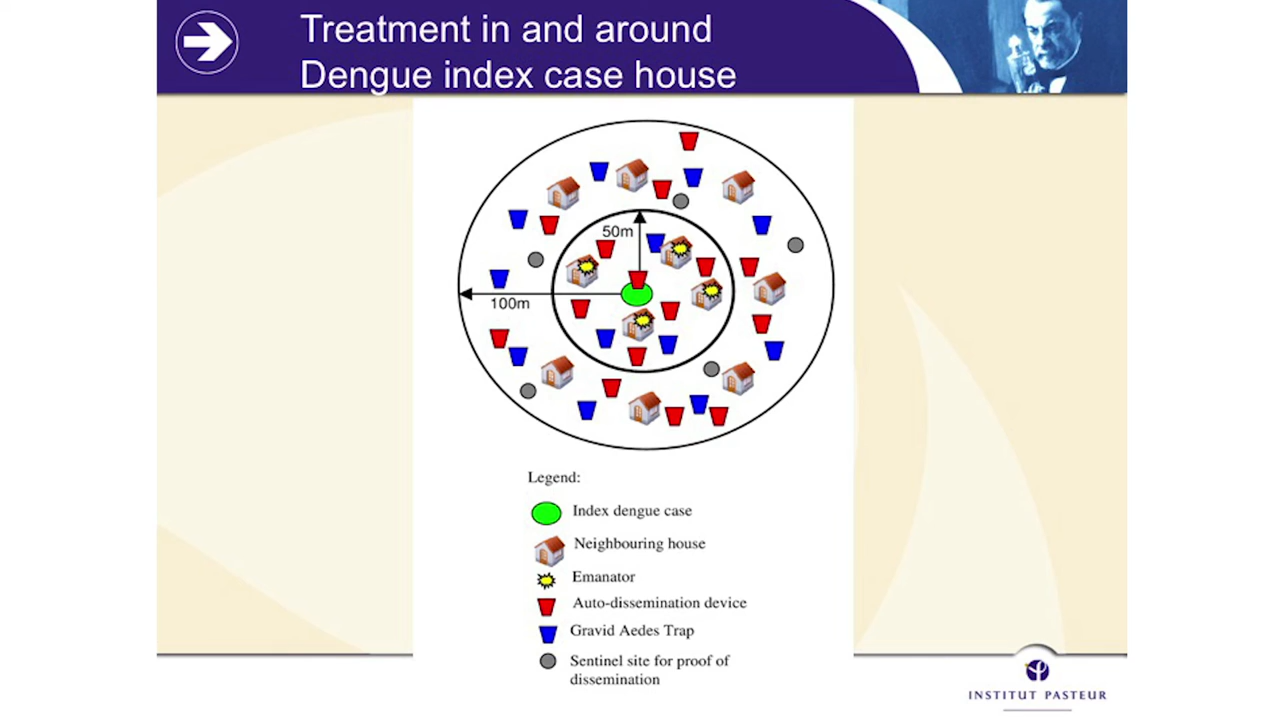 Treatment in and around
Dengue index case house
50m
100m
Legend:
Index dengue case
Neighbouring house
Emanator
Auto-dissemination device
Gravid Aedes Trap
Sentinel site for proof of
dissemination
INSTITUT PASTEUR